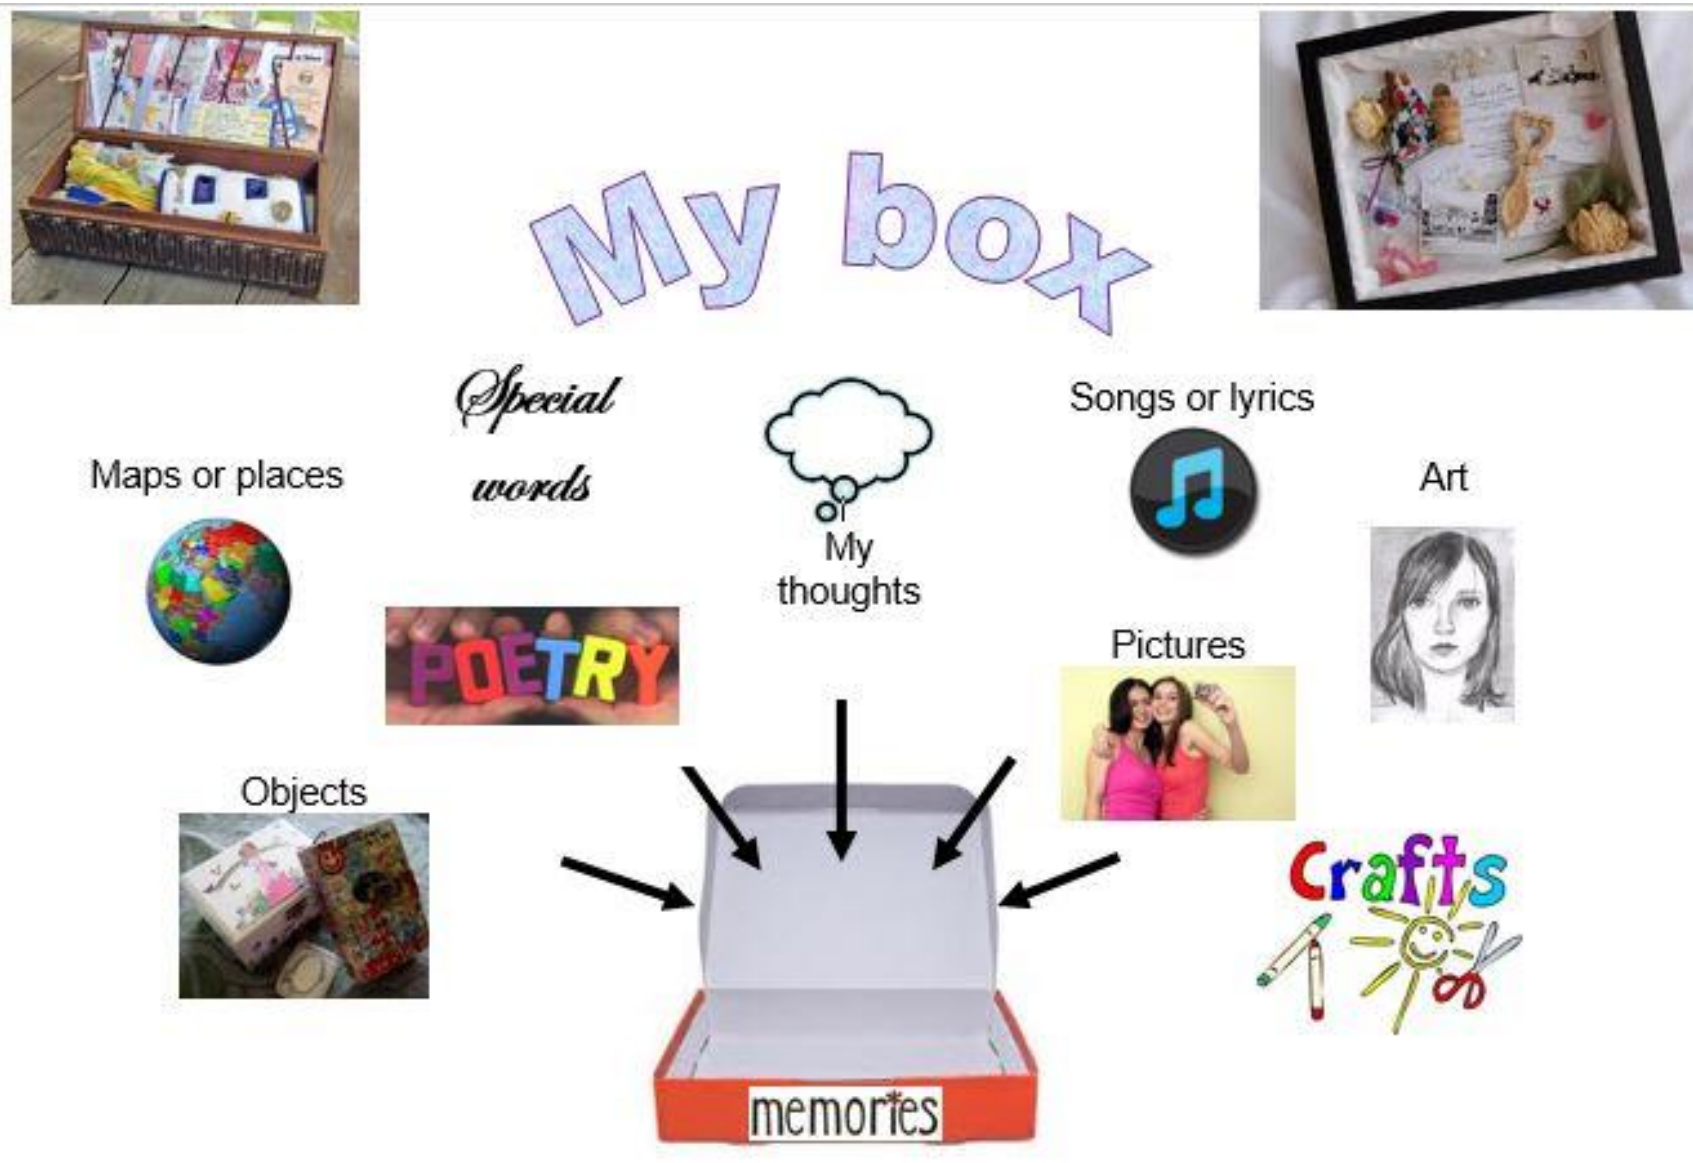 My box
Special
words
Songs or lyrics
Maps or places
Art
My
thoughts
POETRY
Pictures
Objects
Crafts
memories